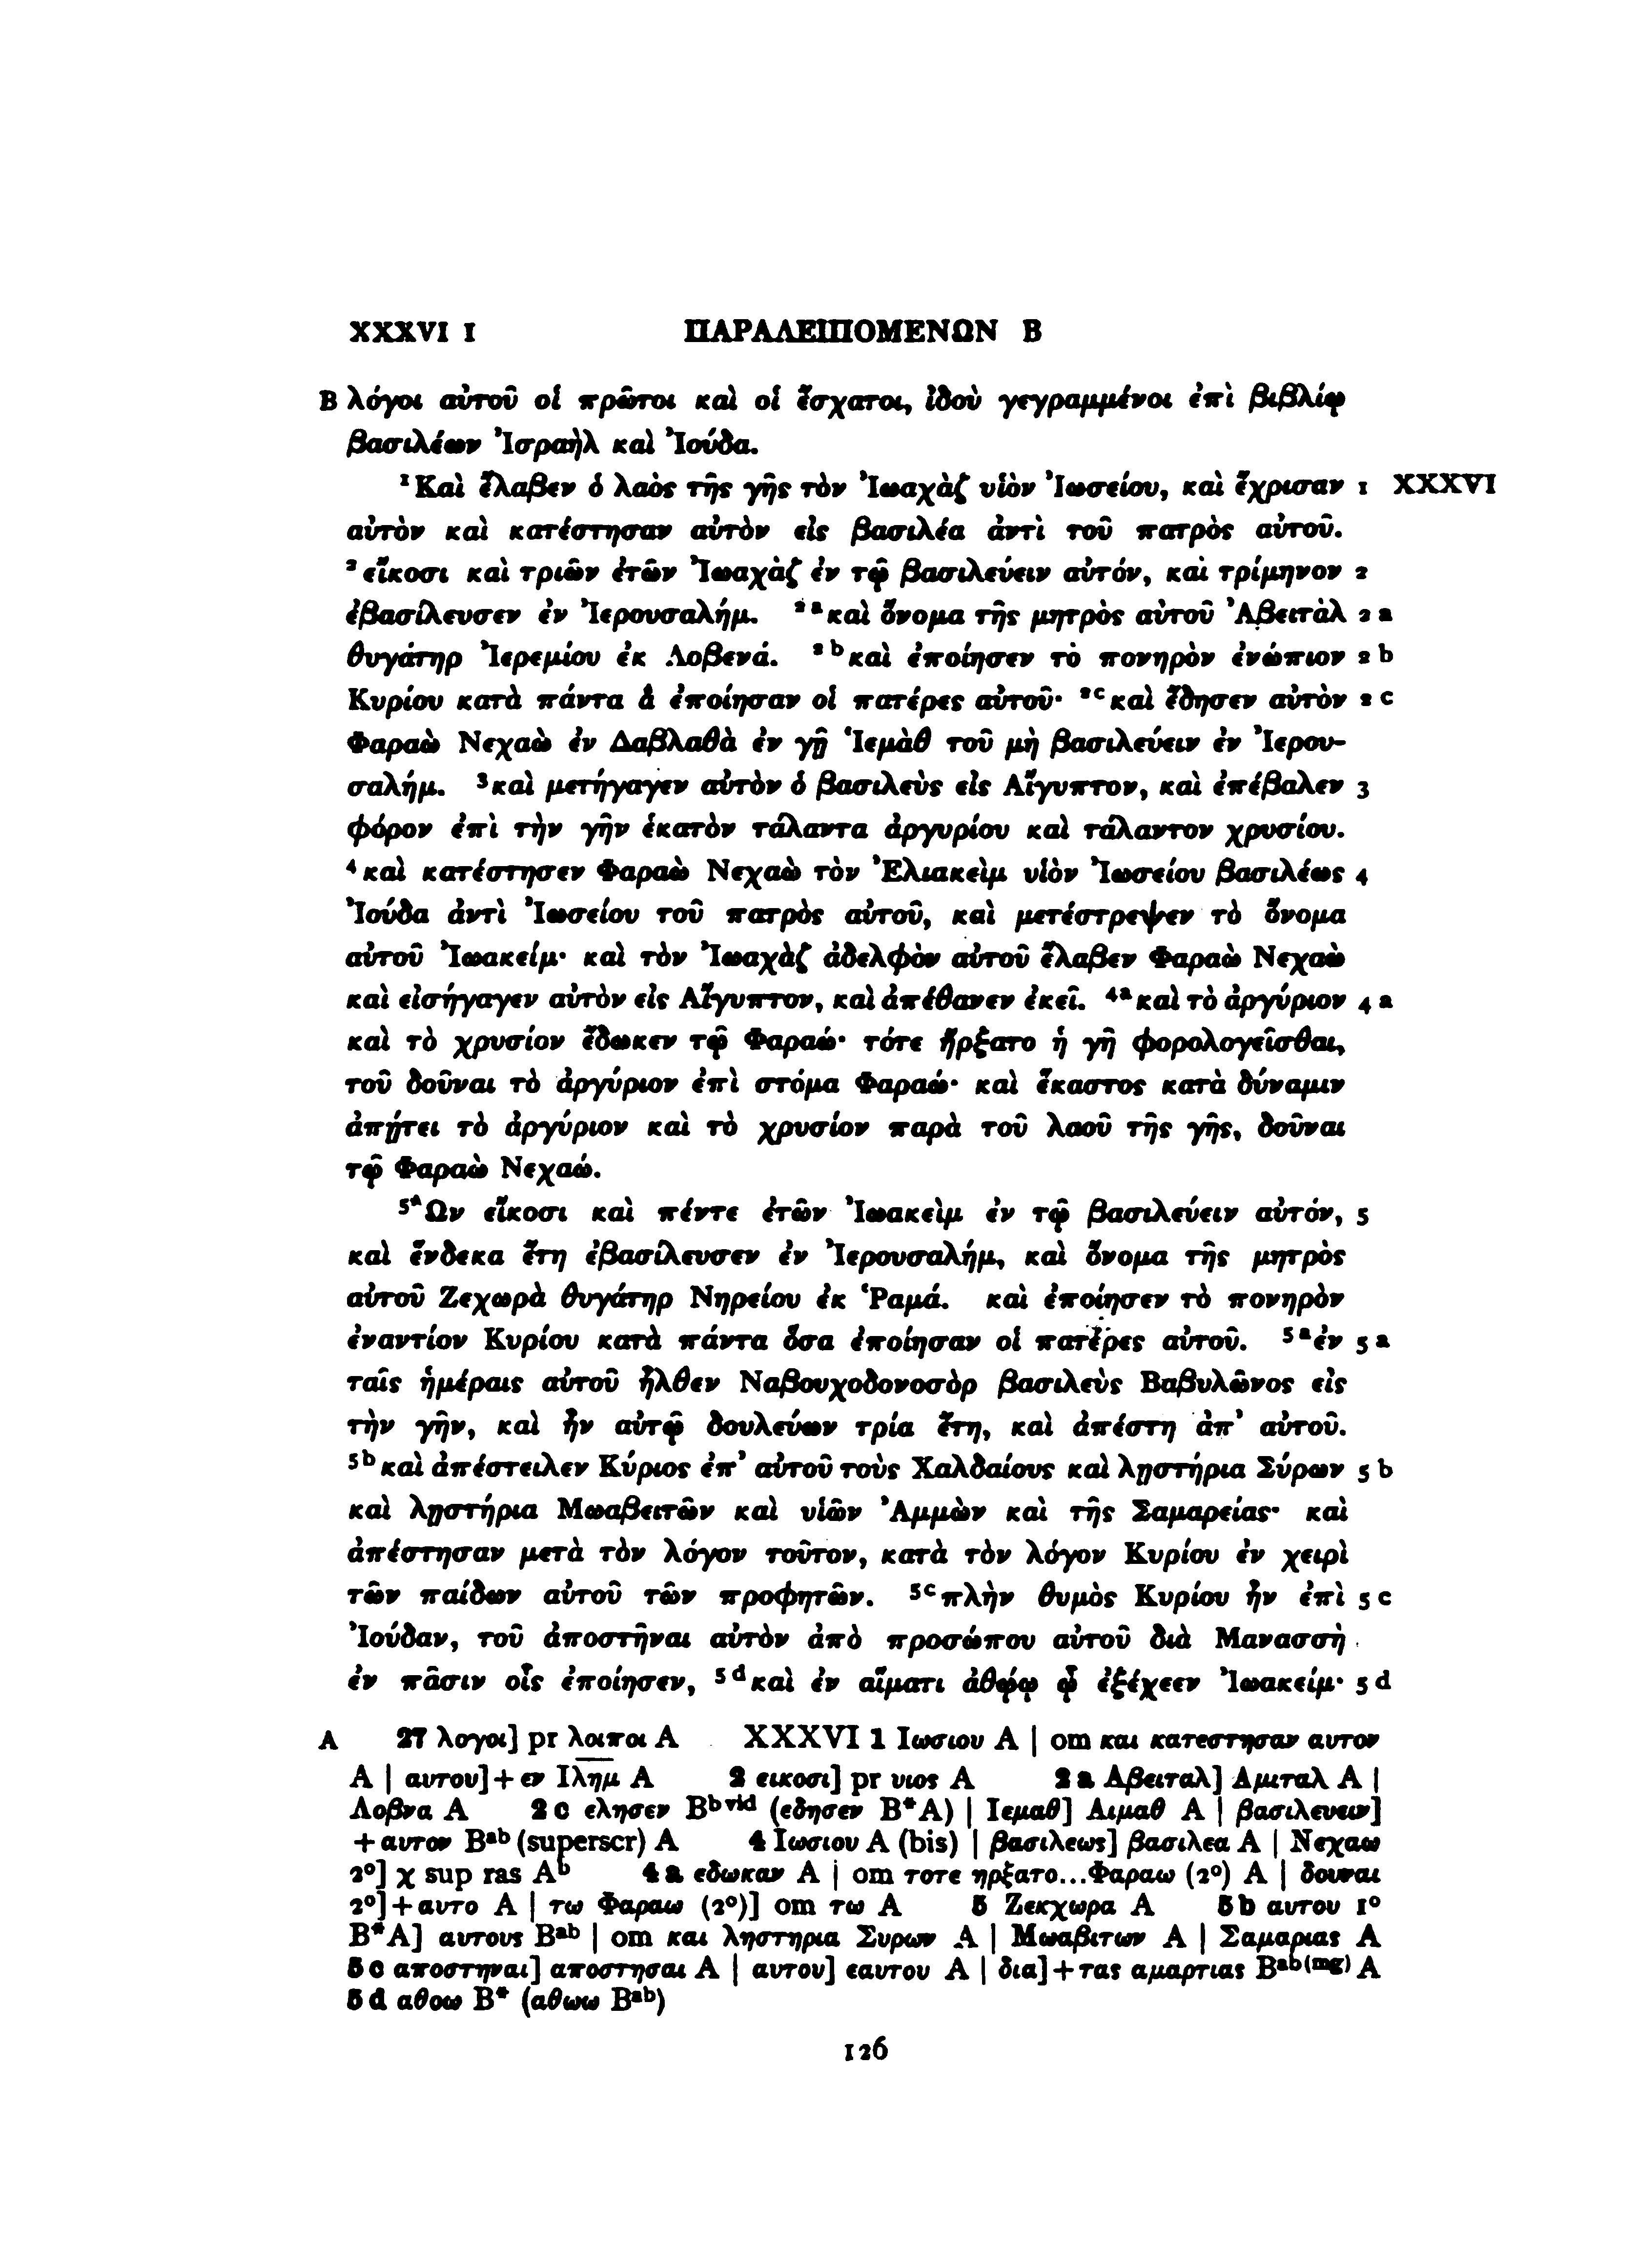 XXXVI 1 ΠΑΡΑΛΕΙΠΟΜΕΝΩΝ Β
B λόγοι αὐτοῦ οἱ πρῶτοι καὶ οἱ ἔσχατοι, ἰδοὺ γεγραμμένοι ἐπὶ βιβλίῳ
βασιλέων Ἰσραὴλ καὶ Ἰούδα.
¹Καὶ ἔλαβεν ὁ λαὸς τῆς γῆς τὸν Ἰωαχὰζ υἱὸν Ἰωσείου, καὶ ἔχρισαν 1 XXXVI
αὐτὸν καὶ κατέστησαν αὐτὸν εἰς βασιλέα ἀντὶ τοῦ πατρὸς αὐτοῦ.
²εἴκοσι καὶ τριῶν ἐτῶν Ἰωαχὰζ ἐν τῷ βασιλεύειν αὐτόν, καὶ τρίμηνον 2
ἐβασίλευσεν ἐν Ἰερουσαλήμ. ²ᵃκαὶ ὄνομα τῆς μητρὸς αὐτοῦ Ἀβειτὰλ 2 a
θυγάτηρ Ἰερεμίου ἐκ Λοβενά. ²ᵇκαὶ ἐποίησεν τὸ πονηρὸν ἐνώπιον 2 b
Κυρίου κατὰ πάντα ἃ ἐποίησαν οἱ πατέρες αὐτοῦ· ²ᶜκαὶ ἔδησεν αὐτὸν 2 c
Φαραὼ Νεχαὼ ἐν Δαβλαθὰ ἐν γῇ Ἱεμὰθ τοῦ μὴ βασιλεύειν ἐν Ἰερου-
σαλήμ. ³καὶ μετήγαγεν αὐτὸν ὁ βασιλεὺς εἰς Αἴγυπτον, καὶ ἐπέβαλεν 3
φόρον ἐπὶ τὴν γῆν ἑκατὸν τάλαντα ἀργυρίου καὶ τάλαντον χρυσίου.
⁴καὶ κατέστησεν Φαραὼ Νεχαὼ τὸν Ἐλιακεὶμ υἱὸν Ἰωσείου βασιλέως 4
Ἰούδα ἀντὶ Ἰωσείου τοῦ πατρὸς αὐτοῦ, καὶ μετέστρεψεν τὸ ὄνομα
αὐτοῦ Ἰωακείμ· καὶ τὸν Ἰωαχὰζ ἀδελφὸν αὐτοῦ ἔλαβεν Φαραὼ Νεχαὼ
καὶ εἰσήγαγεν αὐτὸν εἰς Αἴγυπτον, καὶ ἀπέθανεν ἐκεῖ. ⁴ᵃκαὶ τὸ ἀργύριον 4 a
καὶ τὸ χρυσίον ἔδωκεν τῷ Φαραώ· τότε ἤρξατο ἡ γῆ φορολογεῖσθαι,
τοῦ δοῦναι τὸ ἀργύριον ἐπὶ στόμα Φαραώ· καὶ ἕκαστος κατὰ δύναμιν
ἀπῄτει τὸ ἀργύριον καὶ τὸ χρυσίον παρὰ τοῦ λαοῦ τῆς γῆς, δοῦναι
τῷ Φαραὼ Νεχαώ.
⁵Ὢν εἴκοσι καὶ πέντε ἐτῶν Ἰωακεὶμ ἐν τῷ βασιλεύειν αὐτόν, 5
καὶ ἕνδεκα ἔτη ἐβασίλευσεν ἐν Ἰερουσαλήμ, καὶ ὄνομα τῆς μητρὸς
αὐτοῦ Ζεχωρὰ θυγάτηρ Νηρείου ἐκ Ῥαμά. καὶ ἐποίησεν τὸ πονηρὸν
ἐναντίον Κυρίου κατὰ πάντα ὅσα ἐποίησαν οἱ πατέρες αὐτοῦ. ⁵ᵃἐν 5 a
ταῖς ἡμέραις αὐτοῦ ἦλθεν Ναβουχοδονοσὸρ βασιλεὺς Βαβυλῶνος εἰς
τὴν γῆν, καὶ ἦν αὐτῷ δουλεύων τρία ἔτη, καὶ ἀπέστη ἀπ’ αὐτοῦ.
⁵ᵇκαὶ ἀπέστειλεν Κύριος ἐπ’ αὐτοῦ τοὺς Χαλδαίους καὶ λῃστήρια Σύρων 5 b
καὶ λῃστήρια Μωαβειτῶν καὶ υἱῶν Ἀμμὼν καὶ τῆς Σαμαρείας· καὶ
ἀπέστησαν μετὰ τὸν λόγον τοῦτον, κατὰ τὸν λόγον Κυρίου ἐν χειρὶ
τῶν παίδων αὐτοῦ τῶν προφητῶν. ⁵ᶜπλὴν θυμὸς Κυρίου ἦν ἐπὶ 5 c
Ἰούδαν, τοῦ ἀποστῆναι αὐτὸν ἀπὸ προσώπου αὐτοῦ διὰ Μανασσὴ
ἐν πᾶσιν οἷς ἐποίησεν, ⁵ᵈκαὶ ἐν αἵματι ἀθῴῳ ᾧ ἐξέχεεν Ἰωακείμ· 5 d
A 27 λογοι] pr λοιποι A XXXVI 1 Ιωσιου A | om και κατεστησαν αυτον
A | αυτου]+εν Ιλ̅η̅μ̅ A 2 εικοσι] pr υιος A 2 a Αβειταλ] Αμιταλ A |
Λοβνα A 2 c ελησεν Bᵇ ᵛⁱᵈ (εδησεν B*A) | Ιεμαθ] Αιμαθ A | βασιλευειν]
+αυτον Bᵃᵇ (superscr) A 4 Ιωσιου A (bis) | βασιλεως] βασιλεα A | Νεχαω
2°] χ sup ras Aᵇ 4 a εδωκαν A | om τοτε ηρξατο...Φαραω (2°) A | δουναι
2°]+αυτο A | τω Φαραω (2°)] om τω A 5 Ζεκχωρα A 5 b αυτου 1°
B*A] αυτους Bᵃᵇ | om και ληστηρια Συρων A | Μωαβιτων A | Σαμαριας A
5 c αποστηναι] αποστησαι A | αυτου] εαυτου A | δια]+τας αμαρτιας Bᵃᵇ⁽ᵐᵍ⁾ A
5 d αθοω B* (αθωω Bᵃᵇ)
126